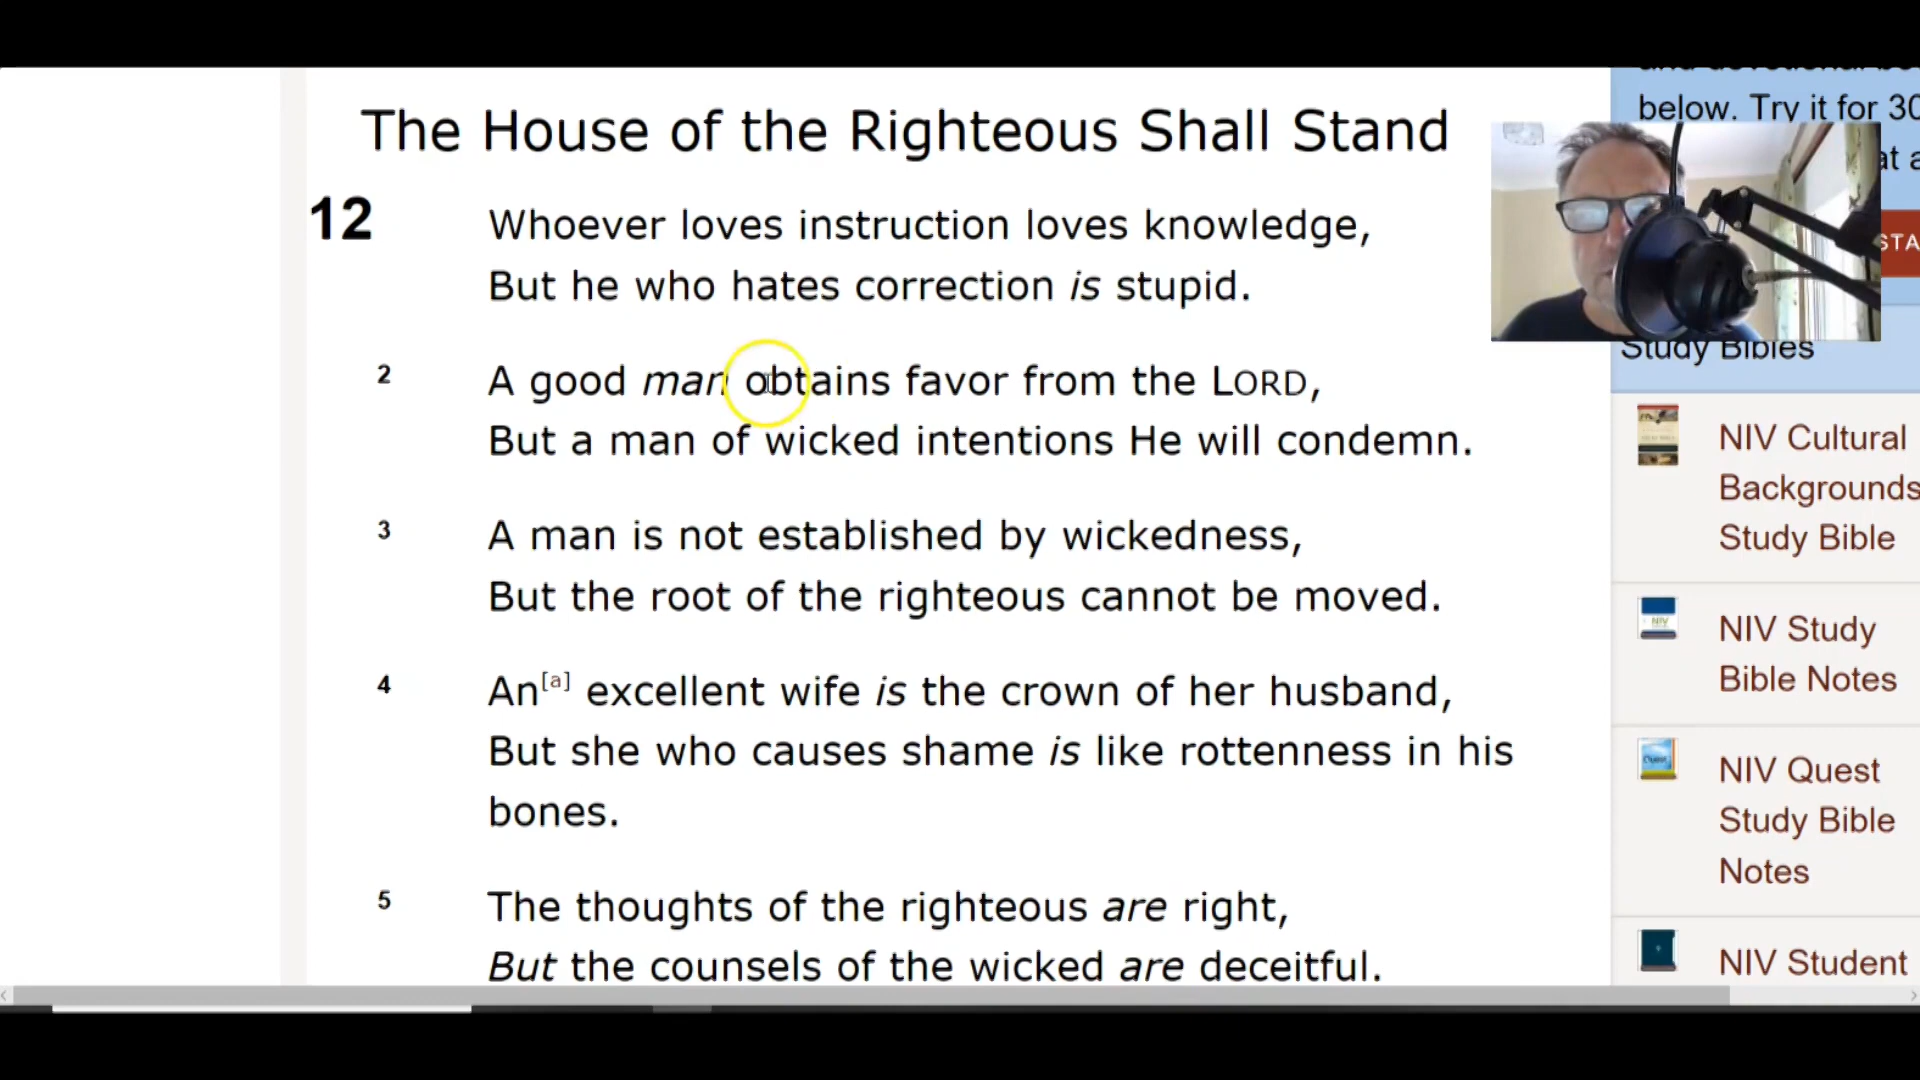 The House of the Righteous Shall Stand
12 Whoever loves instruction loves knowledge,
But he who hates correction is stupid.
2 A good man obtains favor from the LORD,
But a man of wicked intentions He will condemn.
3 A man is not established by wickedness,
But the root of the righteous cannot be moved.
4 An[a] excellent wife is the crown of her husband,
But she who causes shame is like rottenness in his
bones.
5 The thoughts of the righteous are right,
But the counsels of the wicked are deceitful.
below. Try it for 30
Study Bibles
NIV Cultural
Backgrounds
Study Bible
NIV Study
Bible Notes
NIV Quest
Study Bible
Notes
NIV Student